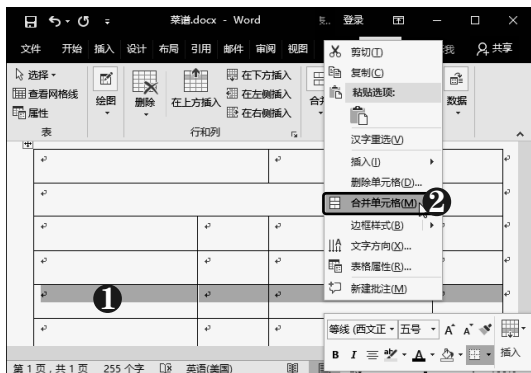 菜谱.docx - Word
表...
登录
文件 开始 插入 设计 布局 引用 邮件 审阅 视图
我
共享
选择
查看网格线
属性
表
绘图
删除
在上方插入
在下方插入
在左侧插入
在右侧插入
行和列
合并
数据
剪切(T)
复制(C)
粘贴选项:
汉字重选(V)
插入(I)
删除单元格(D)...
合并单元格(M)
边框样式(B)
文字方向(X)...
表格属性(R)...
新建批注(M)
1
2
等线 (西文正 五号 A A
B I A
插入
第 1 页 , 共 1 页 255 个字 英语(美国)